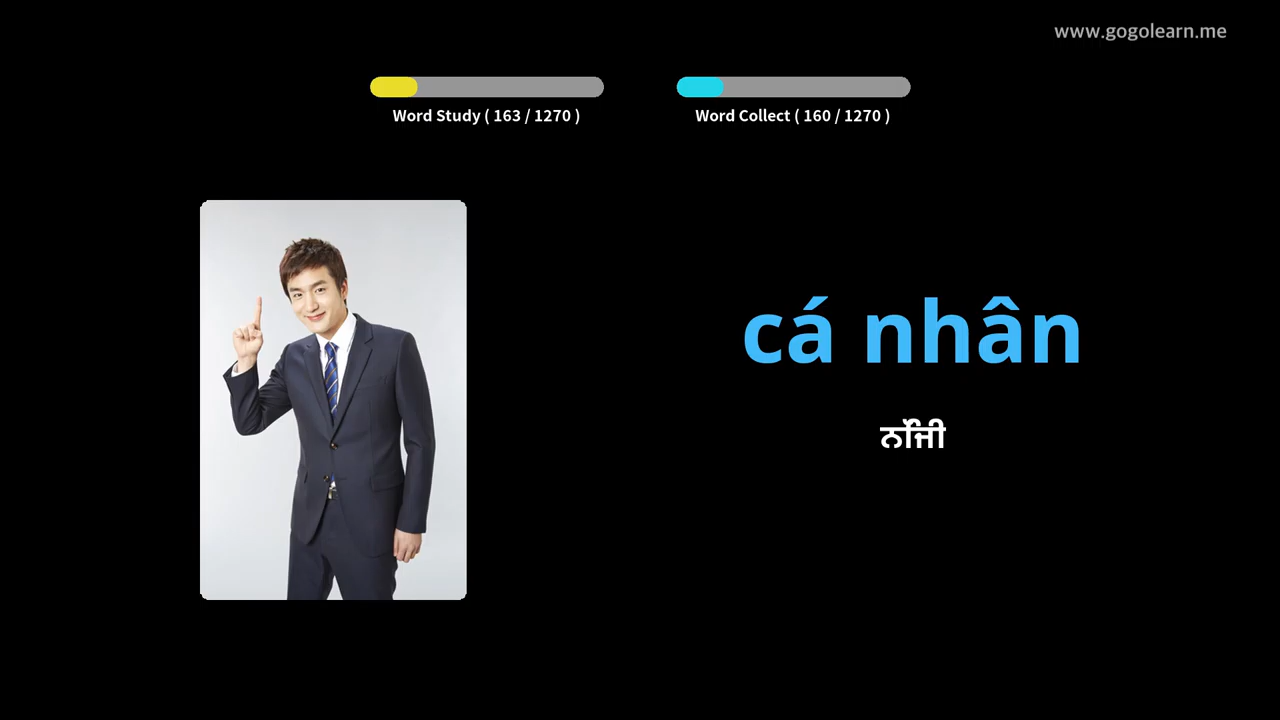 www.gogolearn.me
Word Study ( 163 / 1270 )
Word Collect ( 160 / 1270 )
cá nhân
ਨਿੱਜੀ